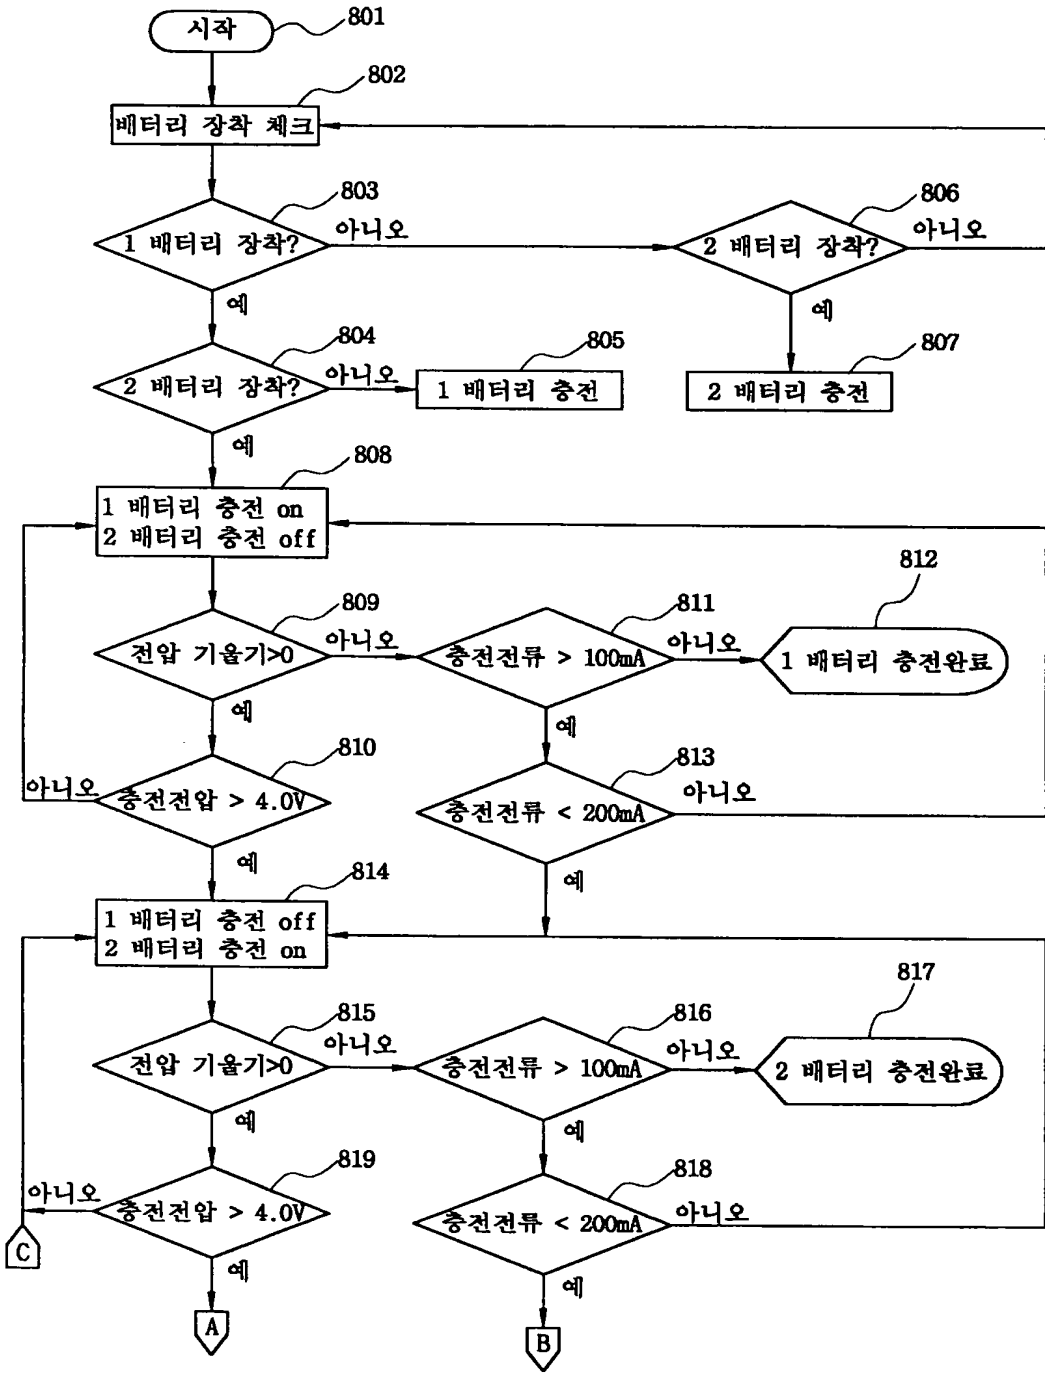 시작
801
802
배터리 장착 체크
803
1 배터리 장착?
아니오
806
2 배터리 장착?
아니오
예
예
804
2 배터리 장착?
아니오
805
1 배터리 충전
807
2 배터리 충전
예
808
1 배터리 충전 on
2 배터리 충전 off
809
전압 기울기>0
아니오
811
충전전류 > 100mA
아니오
812
1 배터리 충전완료
예
예
810
충전전압 > 4.0V
아니오
813
충전전류 < 200mA
아니오
예
예
814
1 배터리 충전 off
2 배터리 충전 on
815
전압 기울기>0
아니오
816
충전전류 > 100mA
아니오
817
2 배터리 충전완료
예
예
819
충전전압 > 4.0V
아니오
818
충전전류 < 200mA
아니오
C
예
예
A
B